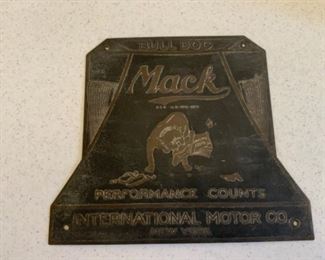 BULL DOG
Mack
PERFORMANCE COUNTS
INTERNATIONAL MOTOR CO.
NEW YORK